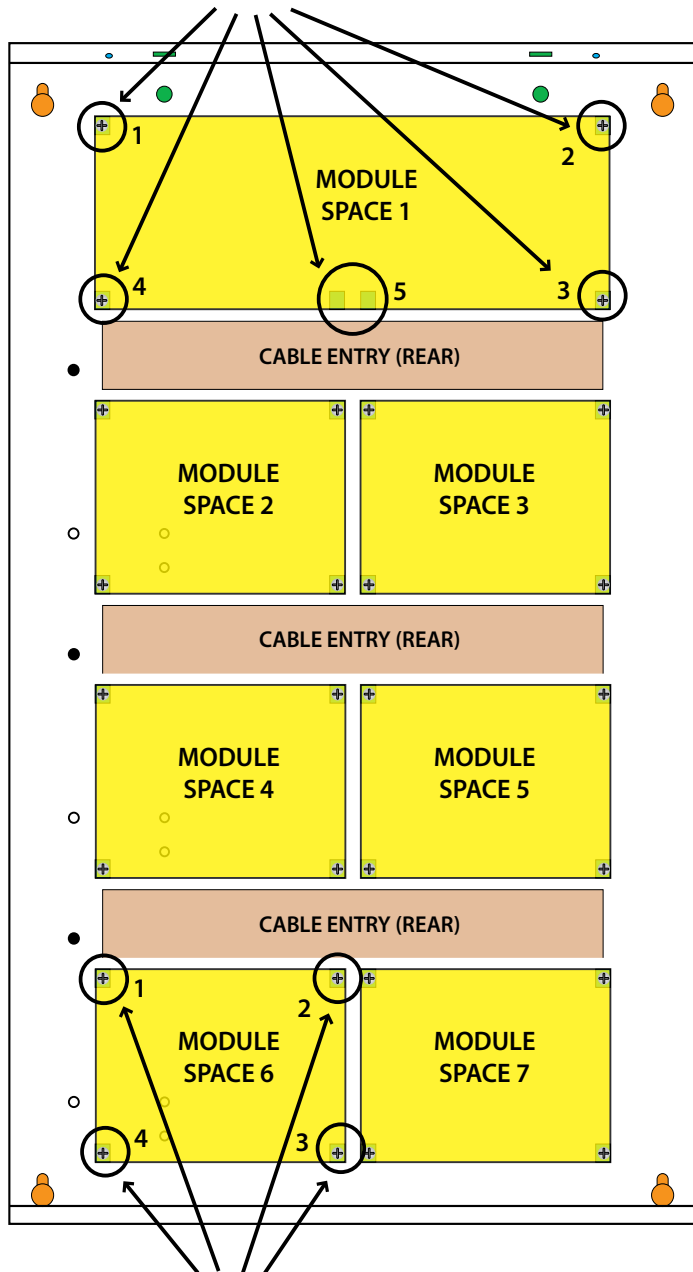 1
2
MODULE
SPACE 1
4
5
3
CABLE ENTRY (REAR)
MODULE
SPACE 2
MODULE
SPACE 3
CABLE ENTRY (REAR)
MODULE
SPACE 4
MODULE
SPACE 5
CABLE ENTRY (REAR)
1
2
MODULE
SPACE 6
MODULE
SPACE 7
4
3